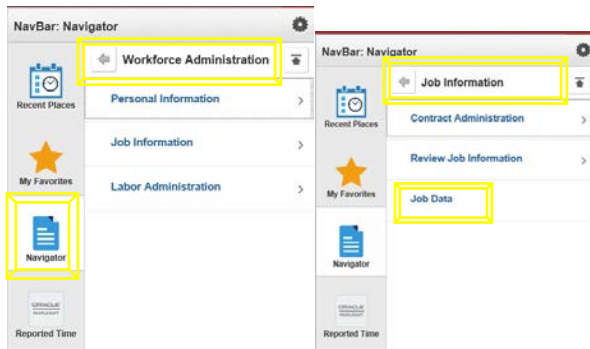 NavBar: Navigator
Workforce Administration
Recent Places
Personal Information
Job Information
My Favorites
Labor Administration
Navigator
ORACLE
Reported Time
NavBar: Navigator
Job Information
Recent Places
Contract Administration
Review Job Information
My Favorites
Job Data
Navigator
ORACLE
Reported Time